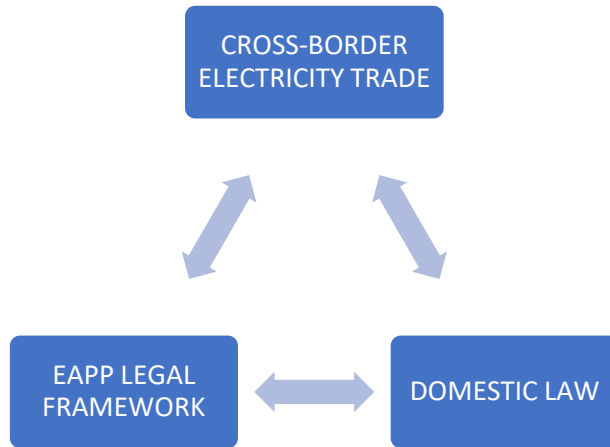 CROSS-BORDER
ELECTRICITY TRADE
EAPP LEGAL
FRAMEWORK
DOMESTIC LAW